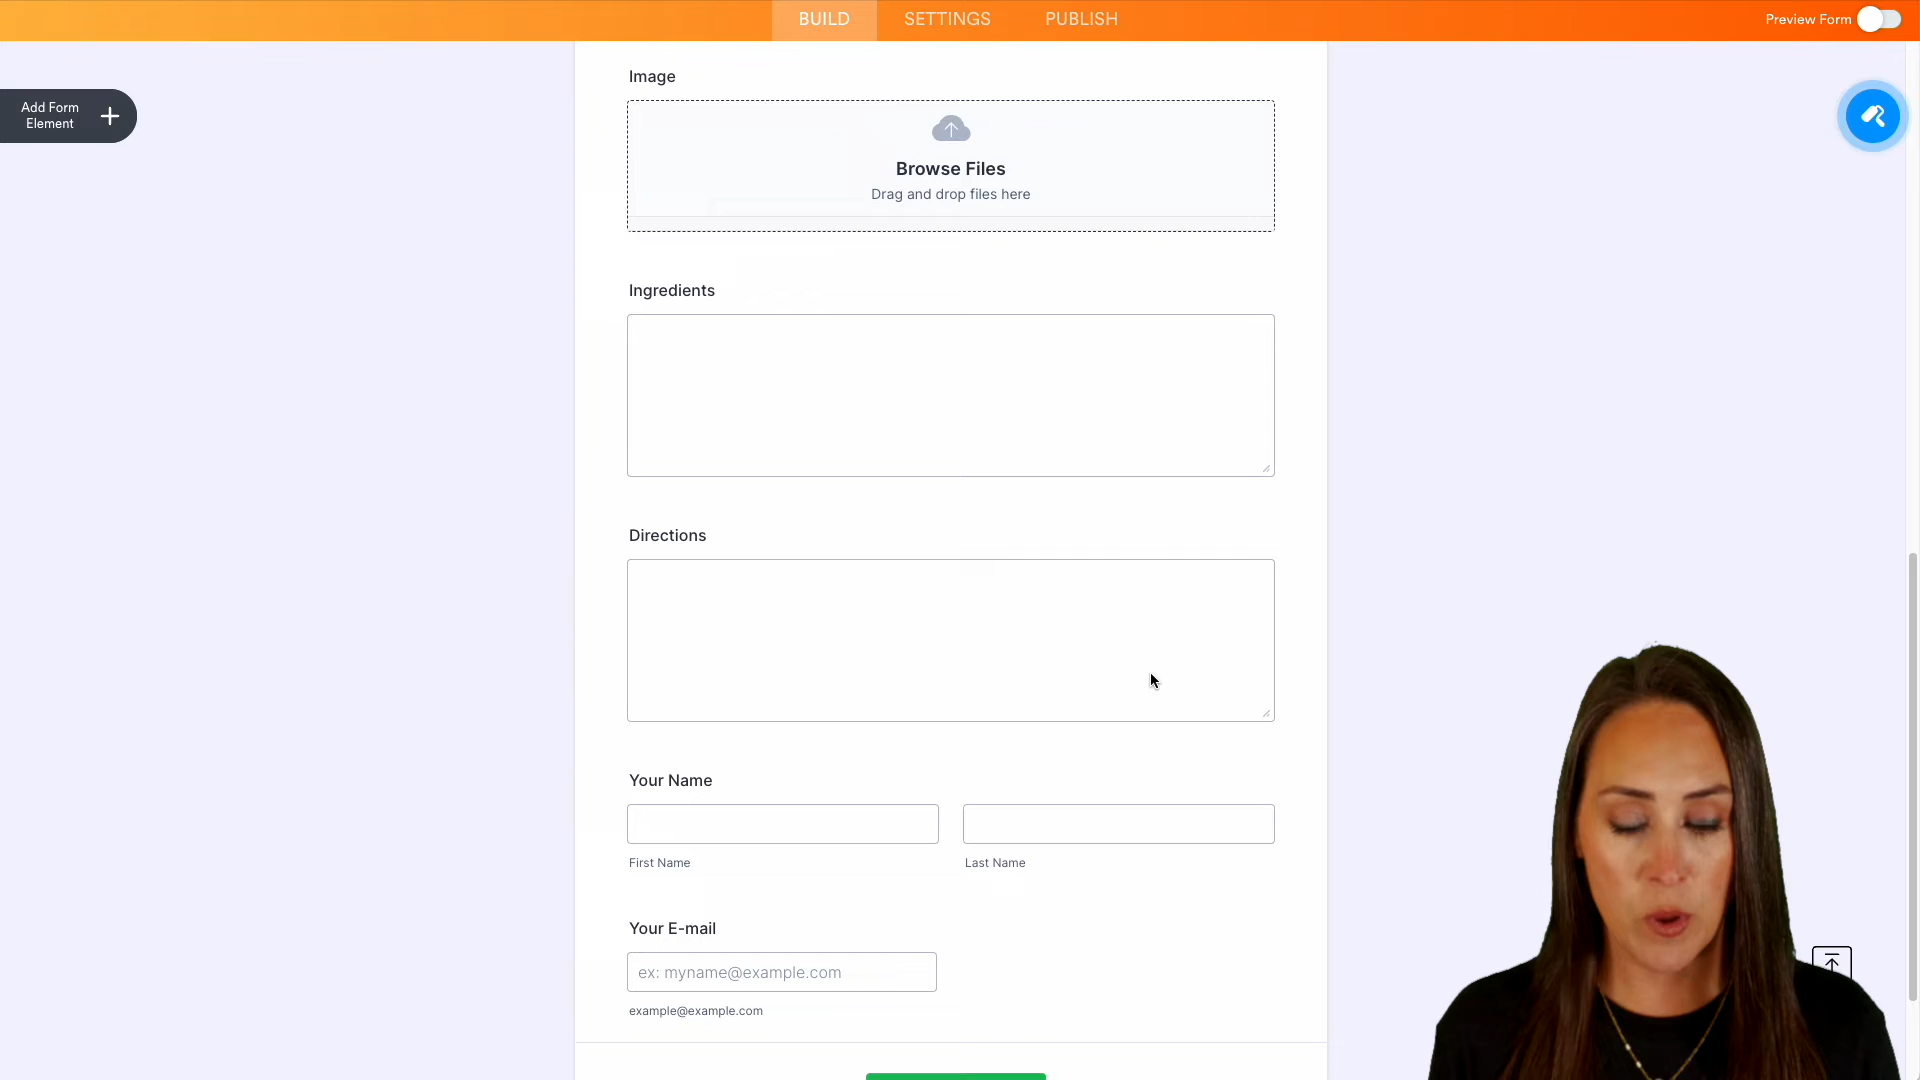 BUILD
SETTINGS
PUBLISH
Preview Form
Add Form
Element
Image
Browse Files
Drag and drop files here
Ingredients
Directions
Your Name
First Name
Last Name
Your E-mail
ex: myname@example.com
example@example.com